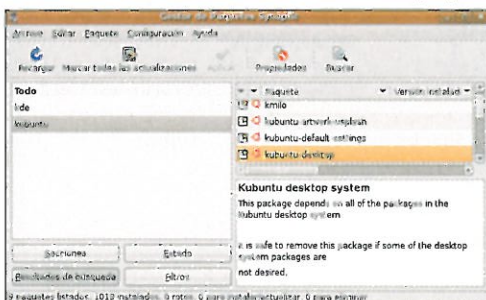 Gestor de Paquetes Synaptic
Archivo Editar Paquete Configuración Ayuda
Recargar Marcar todas las actualizaciones Propiedades Buscar
Todo
kde
kubuntu
Secciones Estado
Resultados de búsqueda Filtros
Paquete Versión instalad
kmilo
kubuntu-artwork-usplash
kubuntu-default-settings
kubuntu-desktop
Kubuntu desktop system
This package depends on all of the packages in the
Kubuntu desktop system
it is safe to remove this package if some of the desktop
system packages are
not desired.
9 paquetes listados, 1013 instalados, 0 rotos, 0 para instalar/actualizar, 0 para eliminar